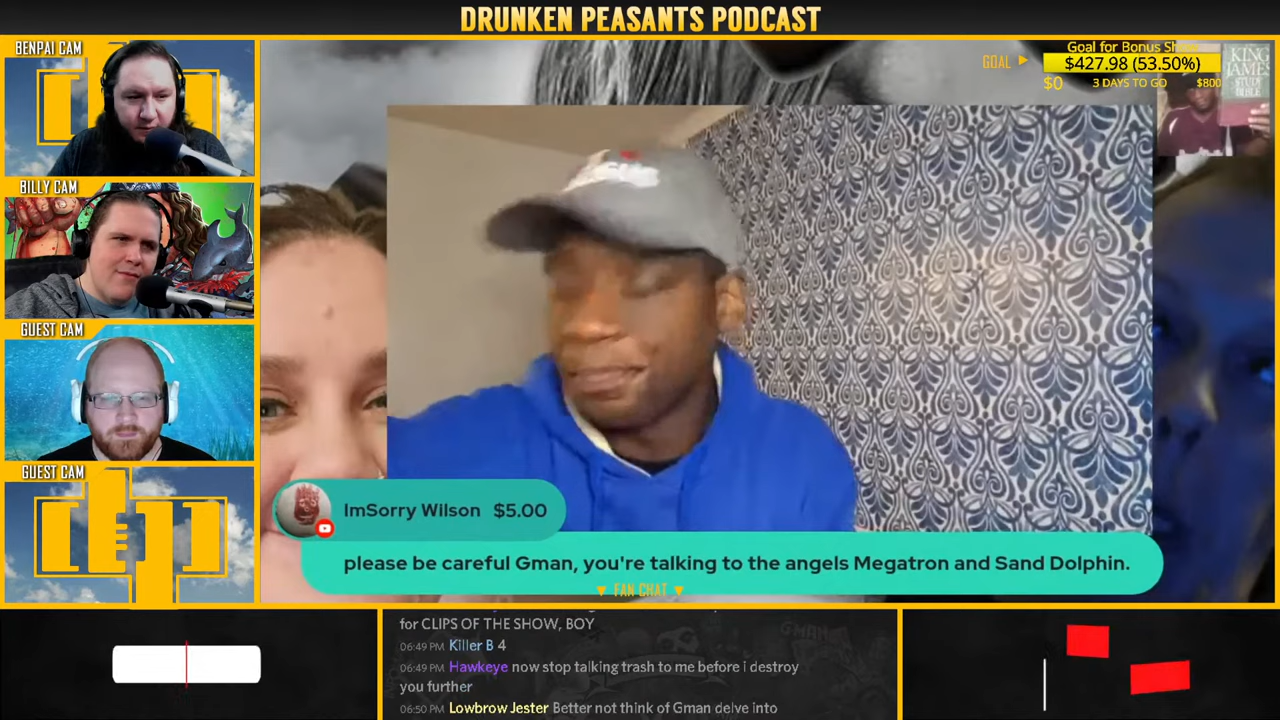 DRUNKEN PEASANTS PODCAST
BENPAI CAM
BILLY CAM
GUEST CAM
GUEST CAM
GOAL
Goal for Bonus
$427.98 (53.50%)
$0 3 DAYS TO GO $800
KING
JAMES
STUDY
BIBLE
ImSorry Wilson $5.00
please be careful Gman, you're talking to the angels Megatron and Sand Dolphin.
▼ FAN CHAT ▼
for CLIPS OF THE SHOW, BOY
06:49 PM Killer B 4
06:49 PM Hawkeye now stop talking trash to me before i destroy
you further
06:50 PM Lowbrow Jester Better not think of Gman delve into